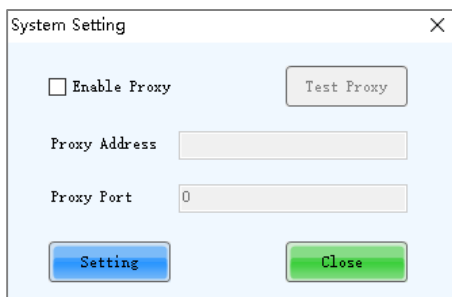 System Setting
Enable Proxy
Test Proxy
Proxy Address
Proxy Port
0
Setting
Close